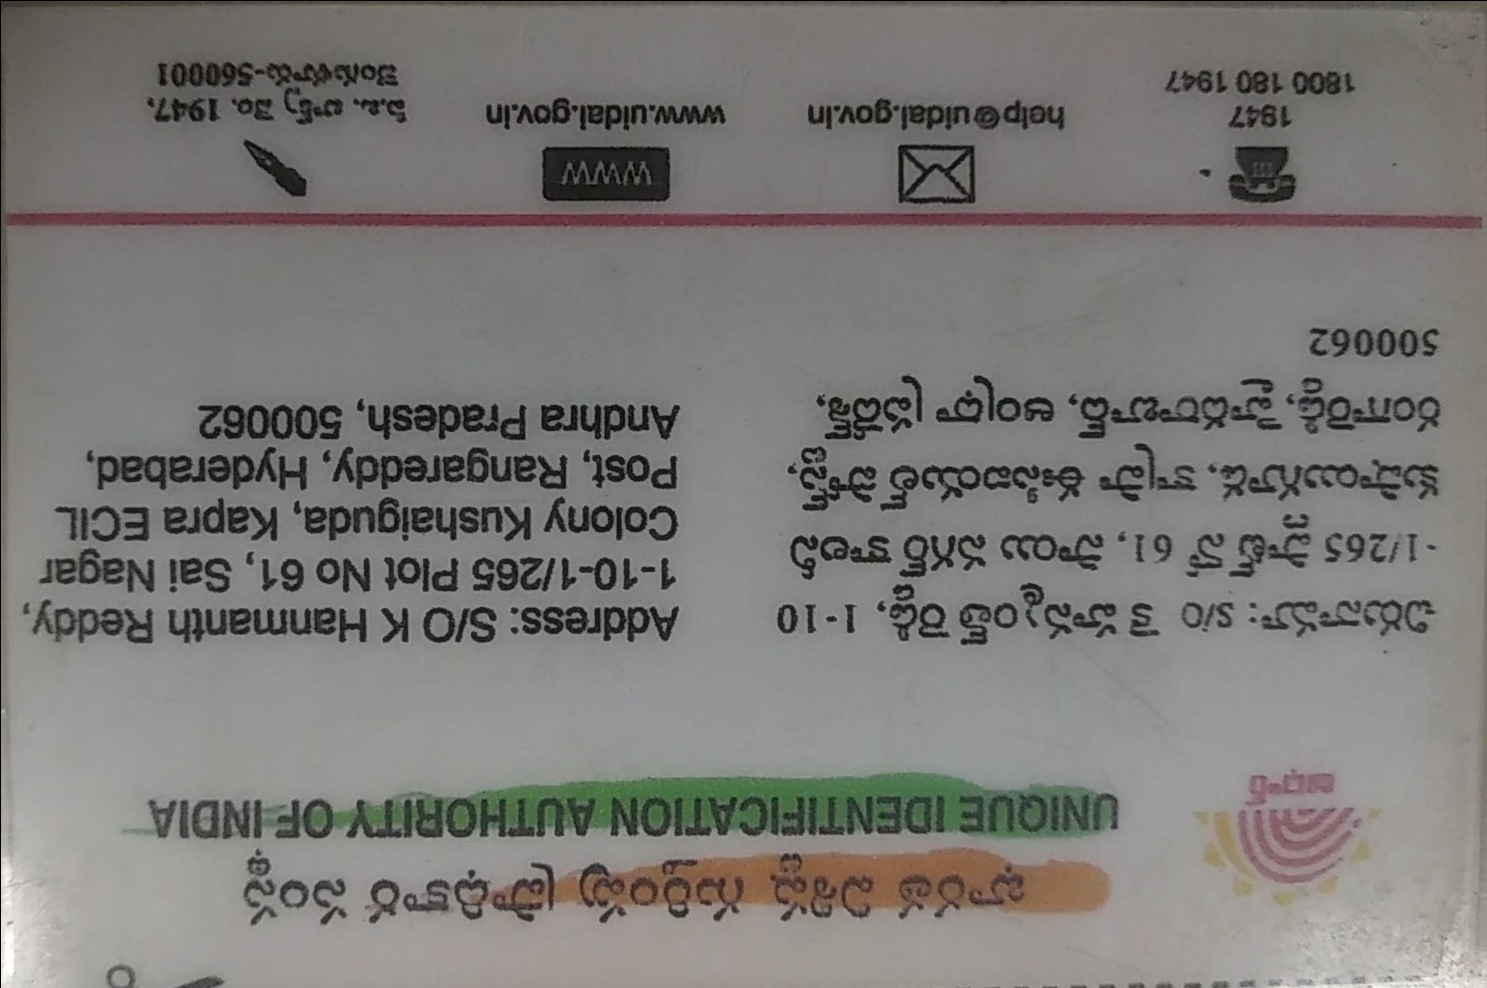 భారత విశిష్ట గుర్తింపు ప్రాధికార సంస్థ
UNIQUE IDENTIFICATION AUTHORITY OF INDIA
ఆధార్
చిరునామా: S/O కె హన్మంత్ రెడ్డి, 1-10
-1/265 ప్లాట్ నో 61, సాయి నగర్ కాలనీ
కుషాయిగూడ, కాప్రా ఈసిఐయల్ పోస్ట్,
రంగారెడ్డి, హైదరాబాద్, ఆంధ్రా ప్రదేశ్,
500062
Address: S/O K Hanmanth Reddy,
1-10-1/265 Plot No 61, Sai Nagar
Colony Kushaiguda, Kapra ECIL
Post, Rangareddy, Hyderabad,
Andhra Pradesh, 500062
1947
1800 180 1947
help@uidai.gov.in
WWW
www.uidai.gov.in
పి.ఒ. బాక్స్ నెం. 1947,
బెంగుళూరు-560001